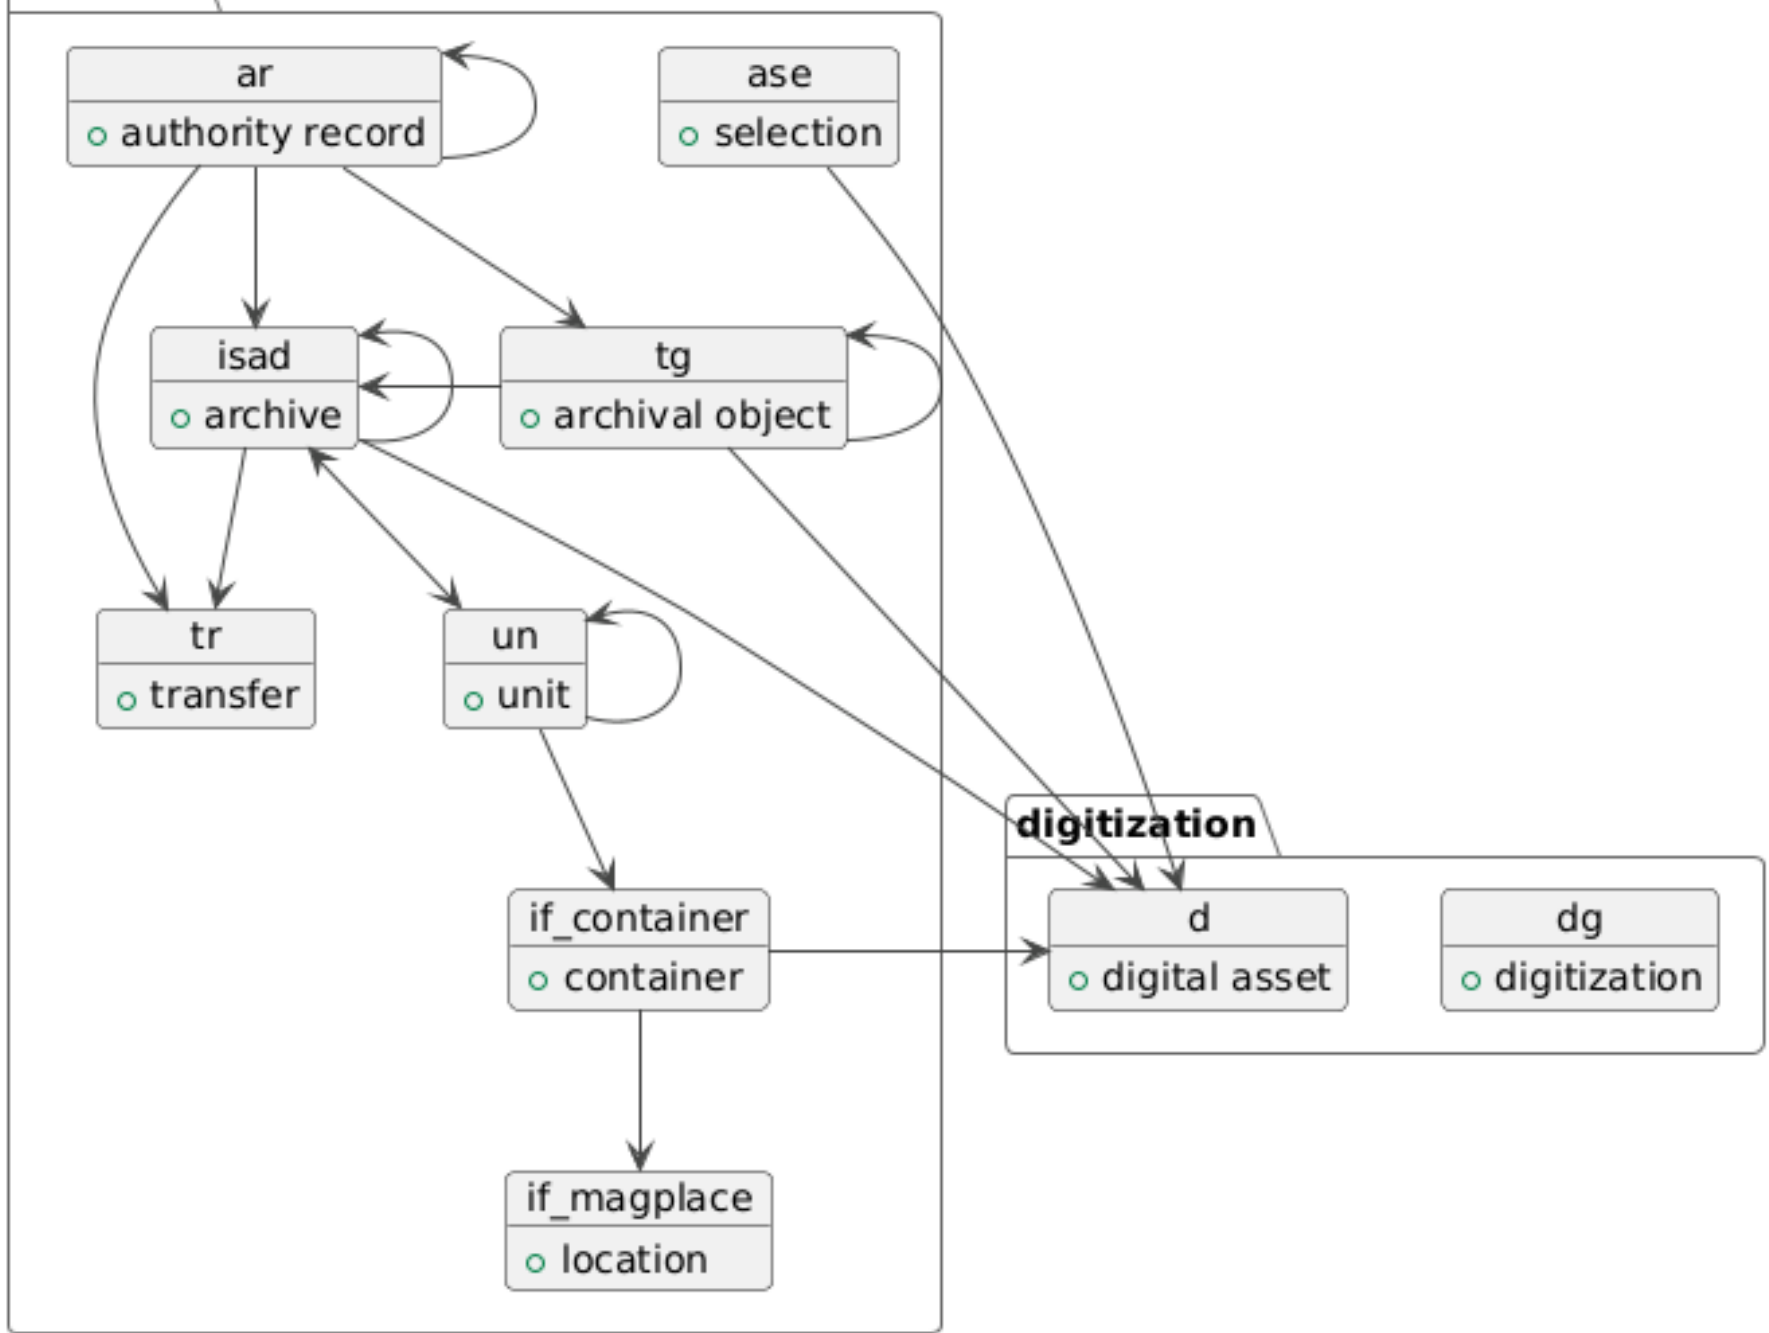 ar
authority record
ase
selection
isad
archive
tg
archival object
tr
transfer
un
unit
digitization
if_container
container
d
digital asset
dg
digitization
if_magplace
location